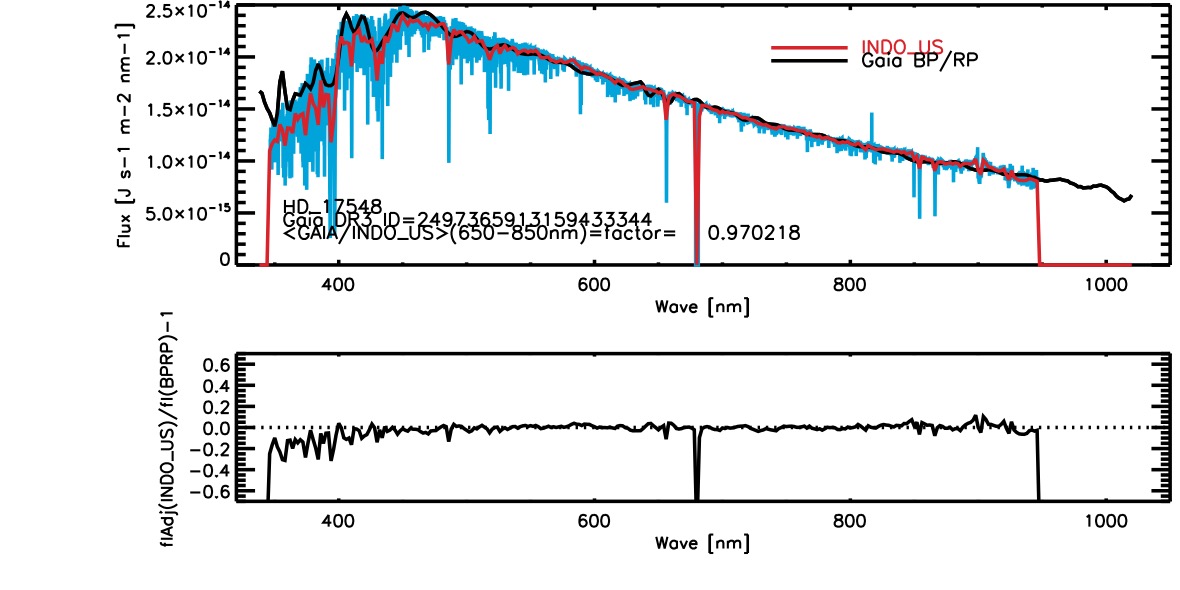 2.5×10⁻¹⁴
2.0×10⁻¹⁴
1.5×10⁻¹⁴
1.0×10⁻¹⁴
5.0×10⁻¹⁵
0
Flux [J s-1 m-2 nm-1]
INDO_US
Gaia BP/RP
HD_17548
Gaia DR3 ID=2497365913159433344
<GAIA/INDO_US>(650-850nm)=factor= 0.970218
400 600 800 1000
Wave [nm]
0.6
0.4
0.2
0.0
-0.2
-0.4
-0.6
flAdj(INDO_US)/fl(BPRP)-1
400 600 800 1000
Wave [nm]